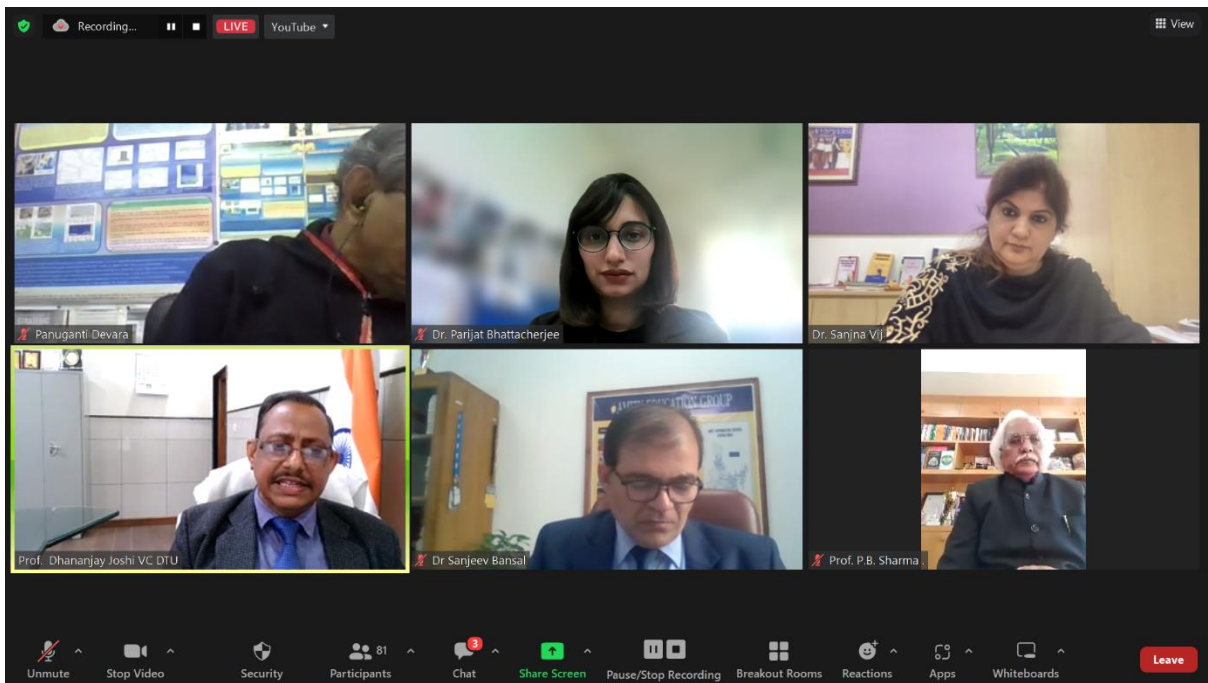 Recording...
LIVE
YouTube
View
Panuganti Devara
Dr. Parijat Bhattacherjee
Dr. Sanjna Vij
AMITY EDUCATION GROUP
Prof. Dhananjay Joshi VC DTU
Dr Sanjeev Bansal
Prof. P.B. Sharma .
Unmute
Stop Video
Security
81
Participants
3
Chat
Share Screen
Pause/Stop Recording
Breakout Rooms
Reactions
Apps
Whiteboards
Leave